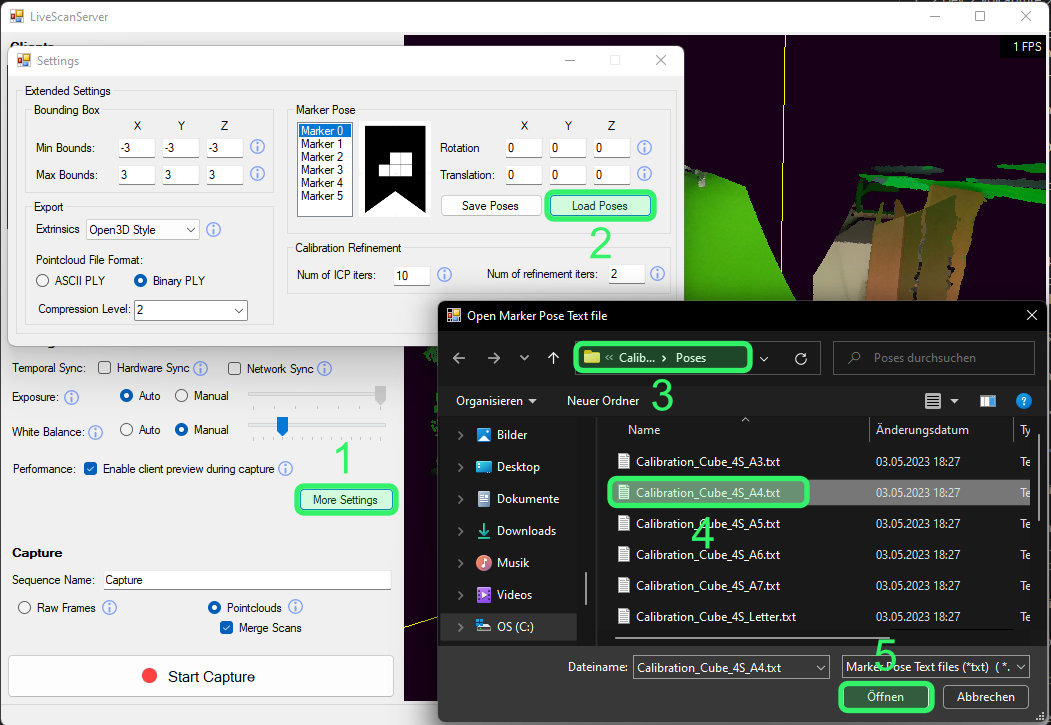 LiveScanServer
1 FPS
Settings
Extended Settings
Bounding Box
X Y Z
Min Bounds: -3 -3 -3
Max Bounds: 3 3 3
Export
Extrinsics Open3D Style
Pointcloud File Format:
ASCII PLY Binary PLY
Compression Level: 2
Marker Pose
Marker 0
Marker 1
Marker 2
Marker 3
Marker 4
Marker 5
X Y Z
Rotation 0 0 0
Translation: 0 0 0
Save Poses Load Poses
2
Calibration Refinement
Num of ICP iters: 10 Num of refinement iters: 2
Temporal Sync: Hardware Sync Network Sync
Exposure: Auto Manual
White Balance: Auto Manual
1
Performance: Enable client preview during capture
More Settings
Capture
Sequence Name: Capture
Raw Frames Pointclouds
Merge Scans
Start Capture
Open Marker Pose Text file
« Calib... › Poses
Poses durchsuchen
3
Organisieren Neuer Ordner
Bilder
Desktop
Dokumente
Downloads
Musik
Videos
OS (C:)
Name Änderungsdatum Ty
Calibration_Cube_4S_A3.txt 03.05.2023 18:27 Te
Calibration_Cube_4S_A4.txt 03.05.2023 18:27 Te
4
Calibration_Cube_4S_A5.txt 03.05.2023 18:27 Te
Calibration_Cube_4S_A6.txt 03.05.2023 18:27 Te
Calibration_Cube_4S_A7.txt 03.05.2023 18:27 Te
Calibration_Cube_4S_Letter.txt 03.05.2023 18:27 Te
5
Dateiname: Calibration_Cube_4S_A4.txt Marker Pose Text files (*txt) (*.
Öffnen Abbrechen